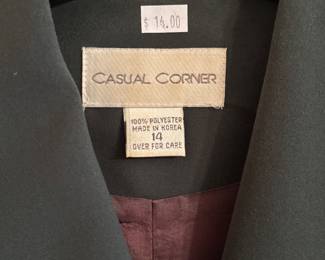 $ 14.00
CASUAL CORNER
100% POLYESTER
MADE IN KOREA
14
OVER FOR CARE